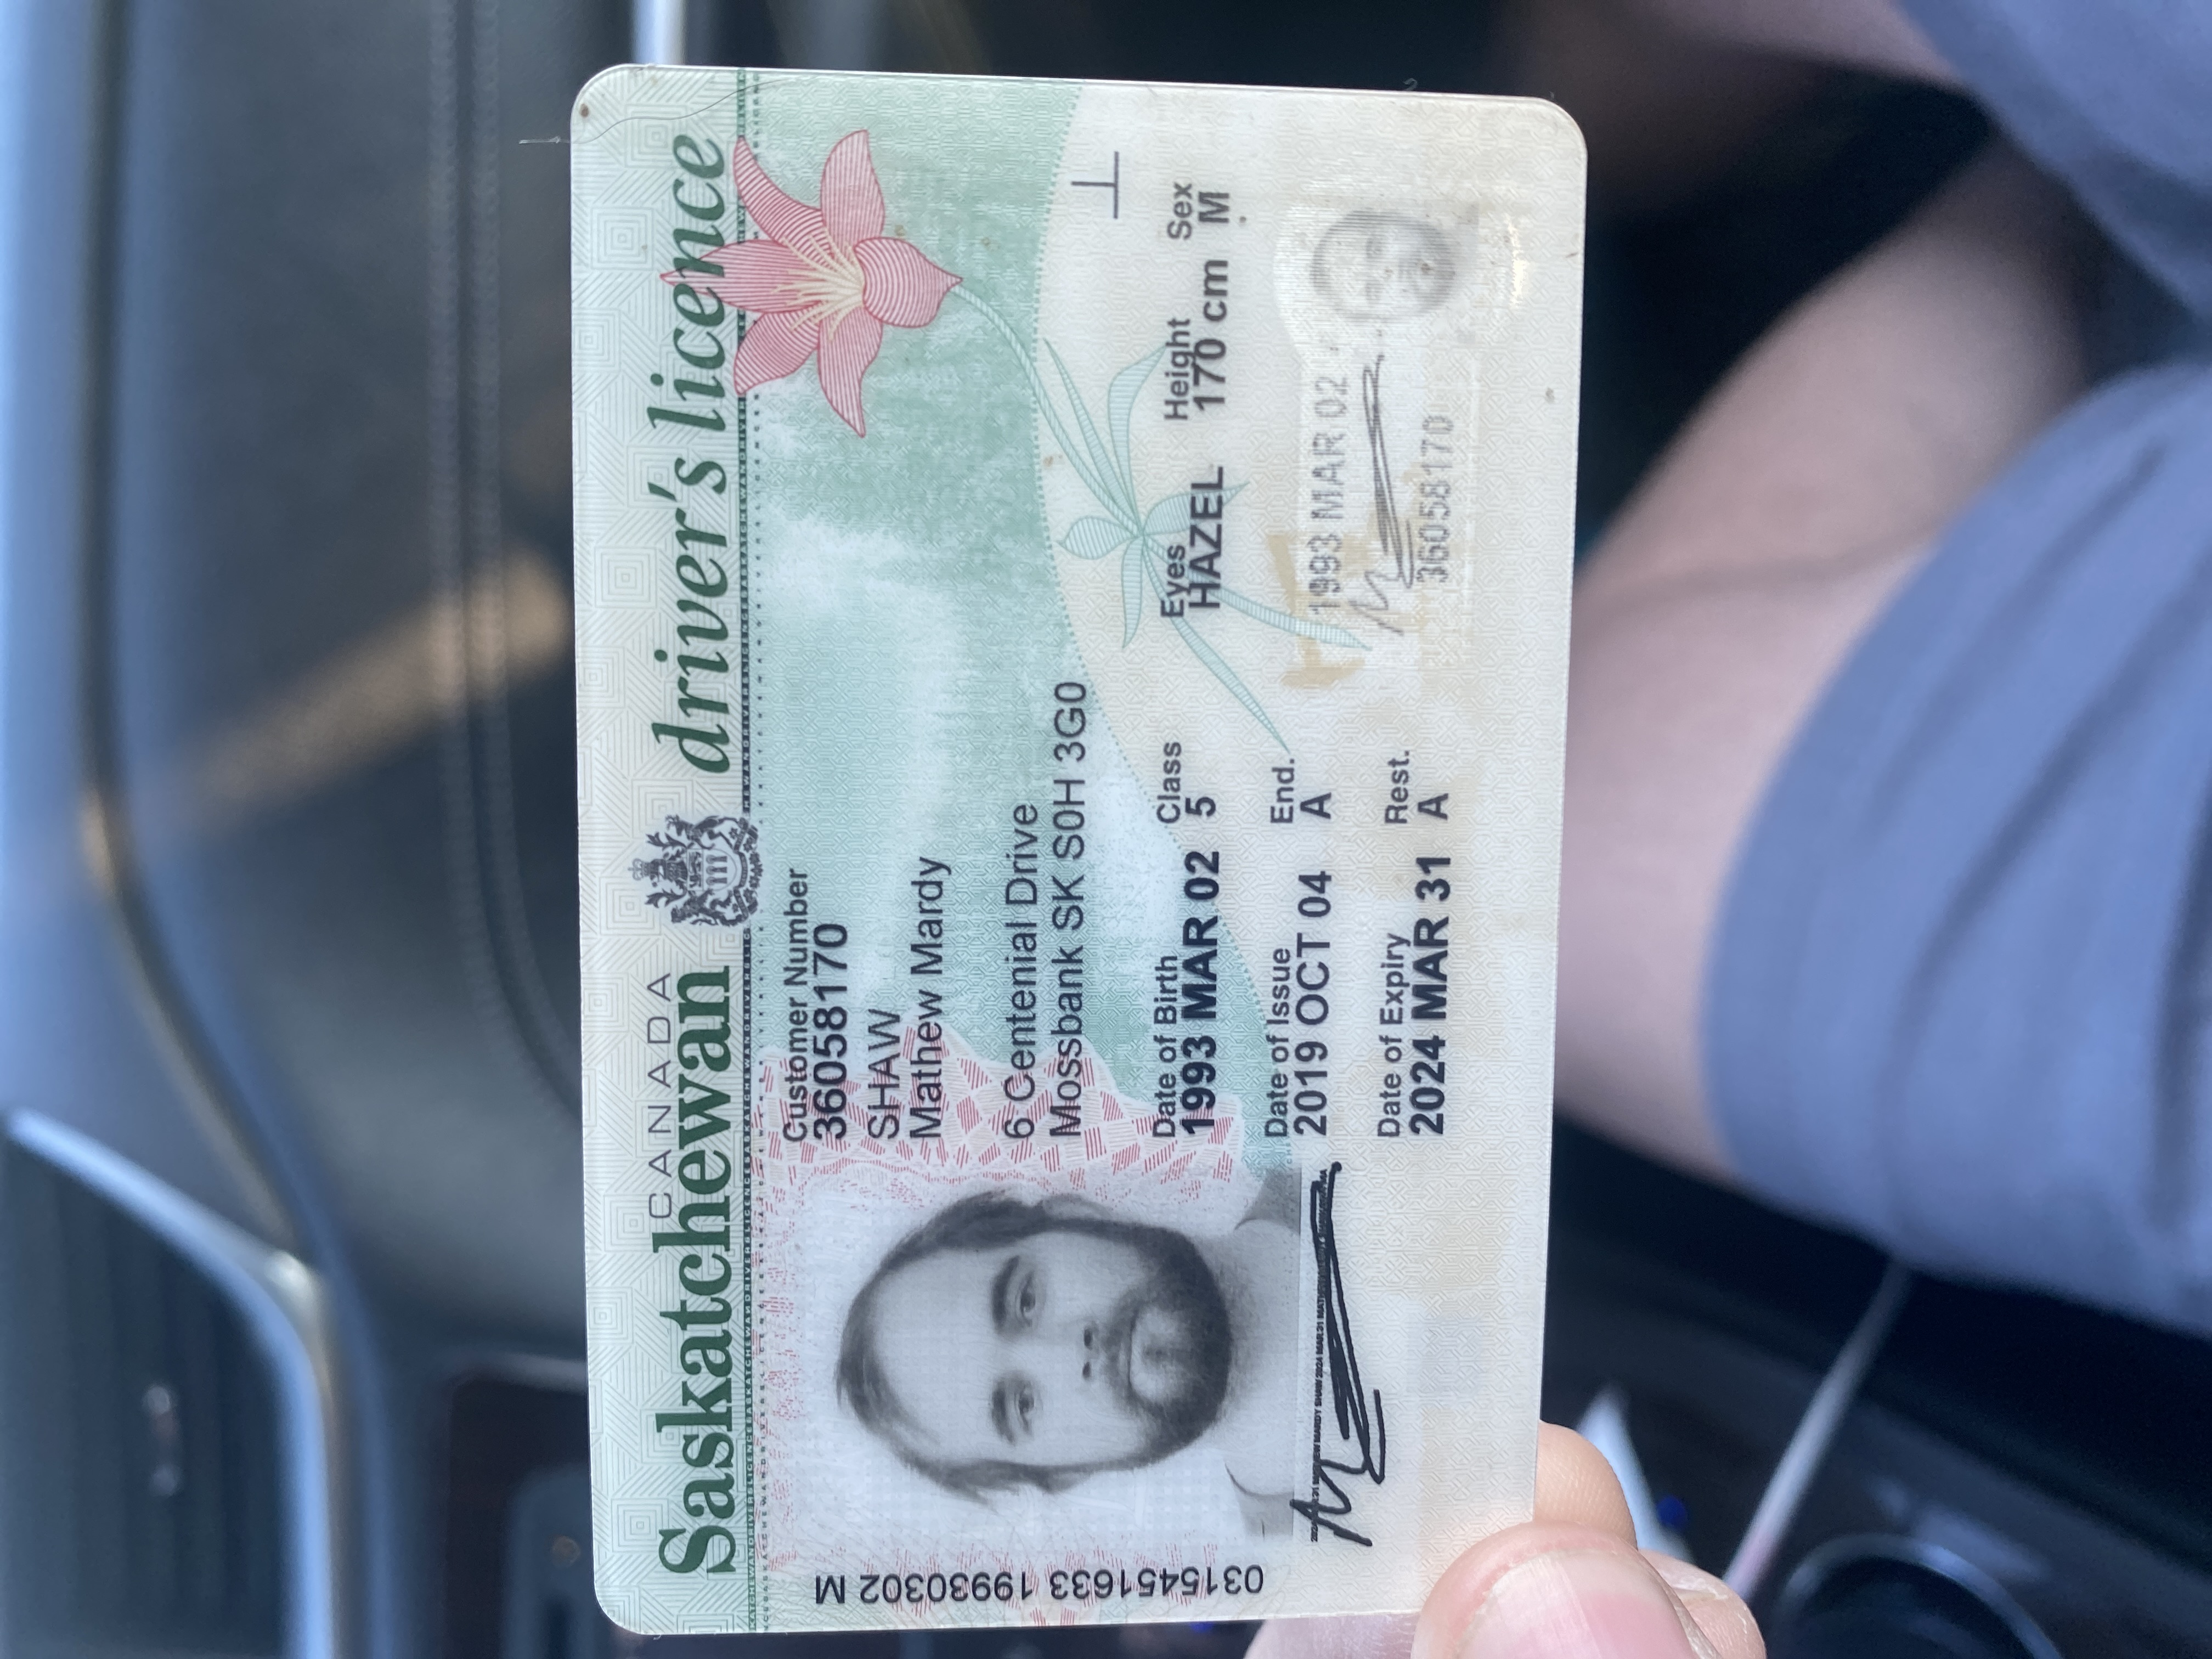 CANADA
Saskatchewan driver's licence
Customer Number
36058170
SHAW
Mathew Mardy
6 Centenial Drive
Mossbank SK S0H 3G0
Date of Birth
1993 MAR 02
Class
5
Eyes
HAZEL
Height
170 cm
Sex
M
Date of Issue
2019 OCT 04
End.
A
Date of Expiry
2024 MAR 31
Rest.
A
1993 MAR 02
36058170
0315451633 19930302 M